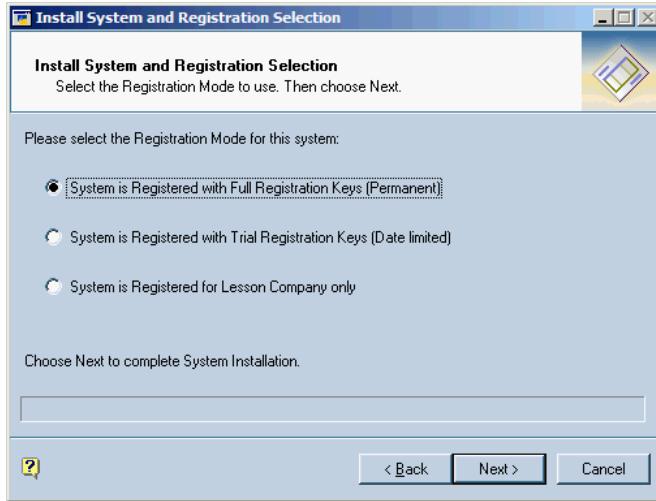 Install System and Registration Selection
Install System and Registration Selection
Select the Registration Mode to use. Then choose Next.
Please select the Registration Mode for this system:
System is Registered with Full Registration Keys (Permanent)
System is Registered with Trial Registration Keys (Date limited)
System is Registered for Lesson Company only
Choose Next to complete System Installation.
?
< Back Next > Cancel